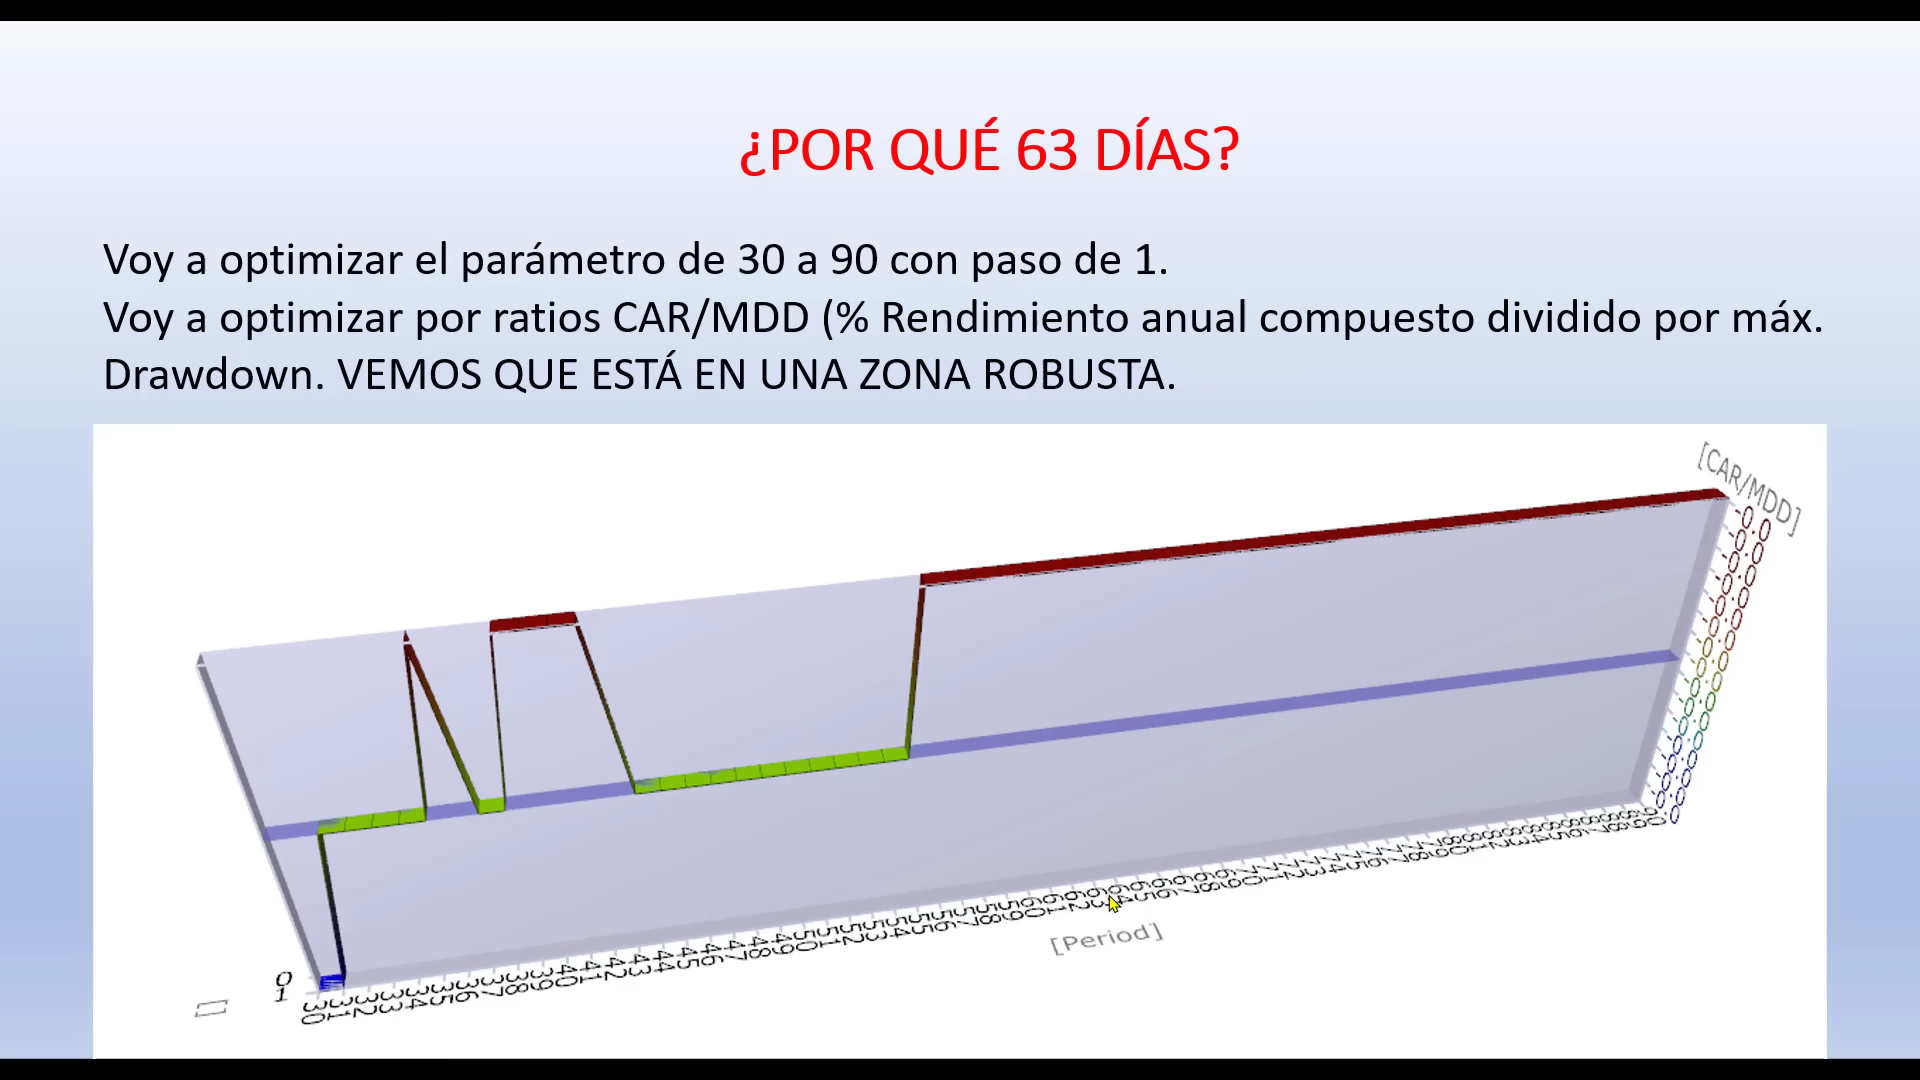 ¿POR QUÉ 63 DÍAS?
Voy a optimizar el parámetro de 30 a 90 con paso de 1.
Voy a optimizar por ratios CAR/MDD (% Rendimiento anual compuesto dividido por máx.
Drawdown. VEMOS QUE ESTÁ EN UNA ZONA ROBUSTA.
[CAR/MDD]
0
1
[Period]